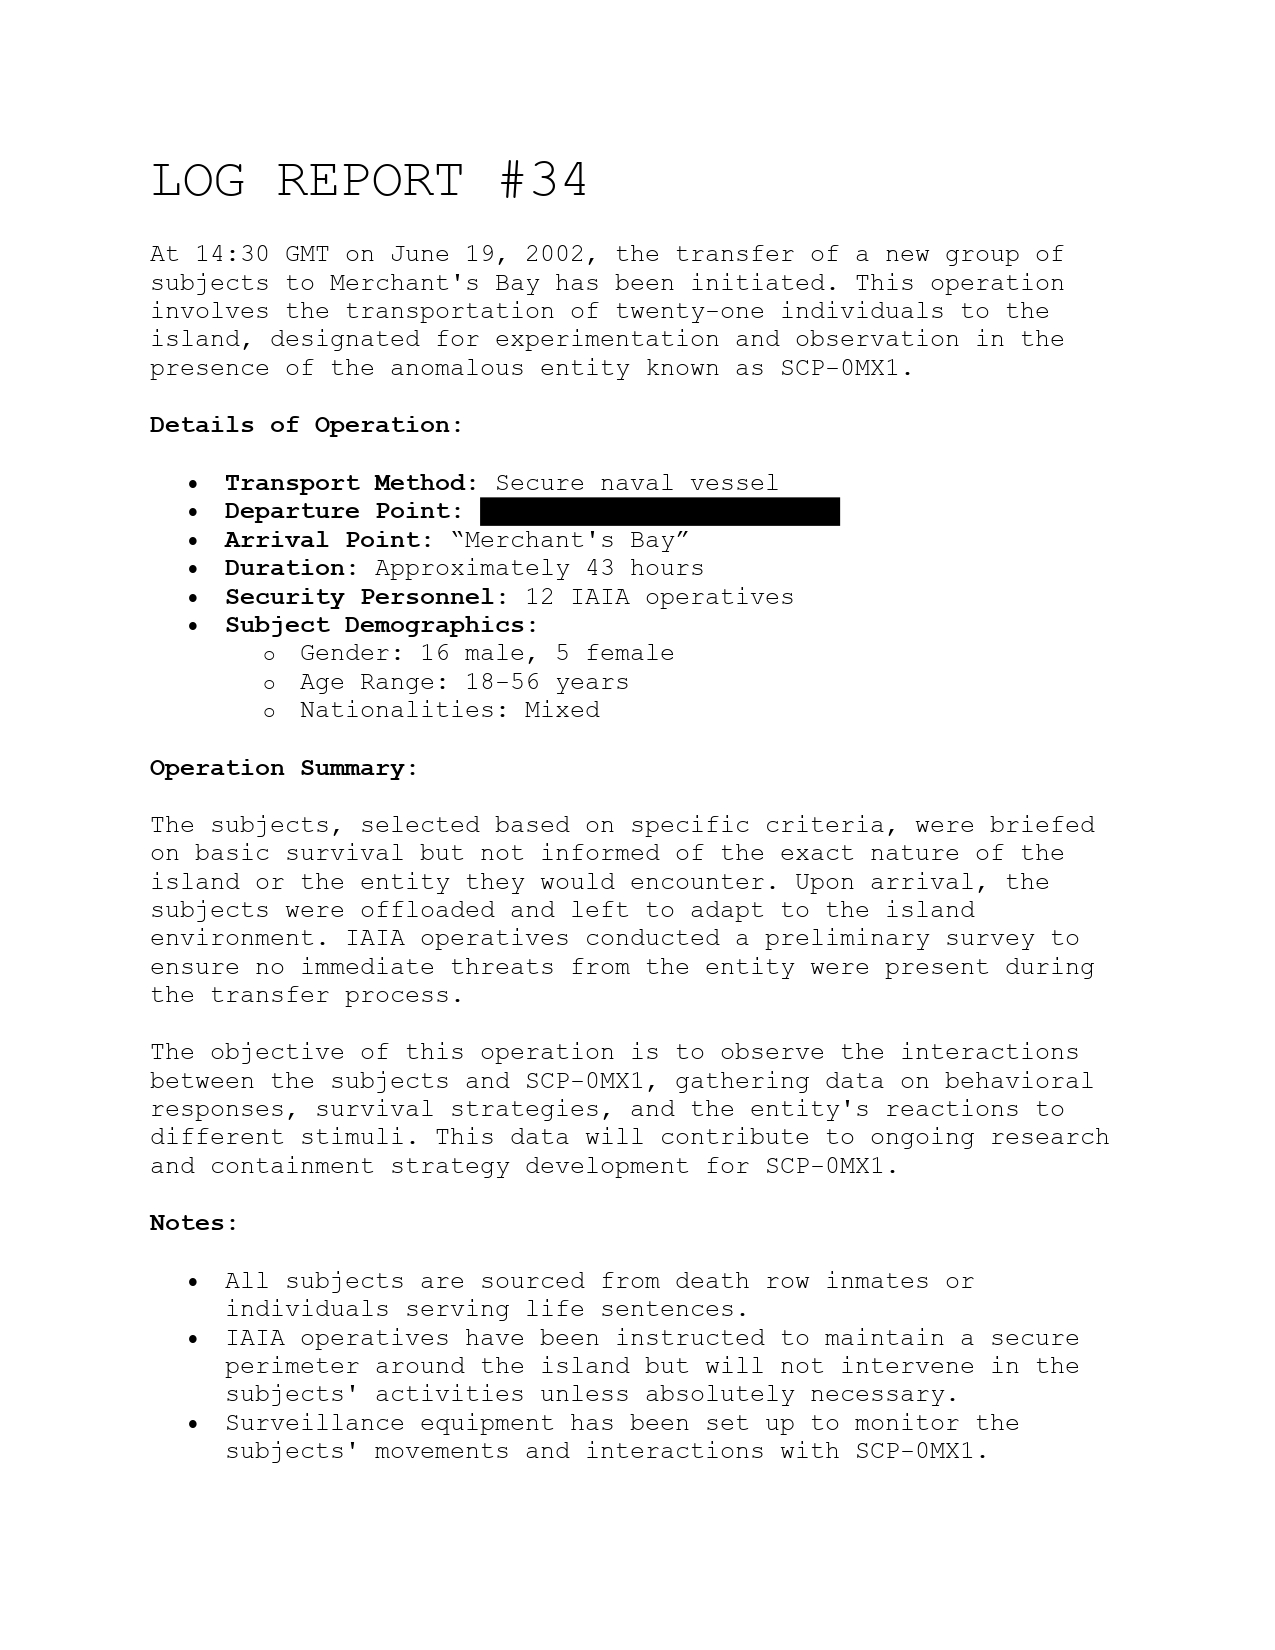 LOG REPORT #34
At 14:30 GMT on June 19, 2002, the transfer of a new group of
subjects to Merchant's Bay has been initiated. This operation
involves the transportation of twenty-one individuals to the
island, designated for experimentation and observation in the
presence of the anomalous entity known as SCP-0MX1.
Details of Operation:
• Transport Method: Secure naval vessel
• Departure Point:
• Arrival Point: “Merchant's Bay”
• Duration: Approximately 43 hours
• Security Personnel: 12 IAIA operatives
• Subject Demographics:
o Gender: 16 male, 5 female
o Age Range: 18-56 years
o Nationalities: Mixed
Operation Summary:
The subjects, selected based on specific criteria, were briefed
on basic survival but not informed of the exact nature of the
island or the entity they would encounter. Upon arrival, the
subjects were offloaded and left to adapt to the island
environment. IAIA operatives conducted a preliminary survey to
ensure no immediate threats from the entity were present during
the transfer process.
The objective of this operation is to observe the interactions
between the subjects and SCP-0MX1, gathering data on behavioral
responses, survival strategies, and the entity's reactions to
different stimuli. This data will contribute to ongoing research
and containment strategy development for SCP-0MX1.
Notes:
• All subjects are sourced from death row inmates or
individuals serving life sentences.
• IAIA operatives have been instructed to maintain a secure
perimeter around the island but will not intervene in the
subjects' activities unless absolutely necessary.
• Surveillance equipment has been set up to monitor the
subjects' movements and interactions with SCP-0MX1.